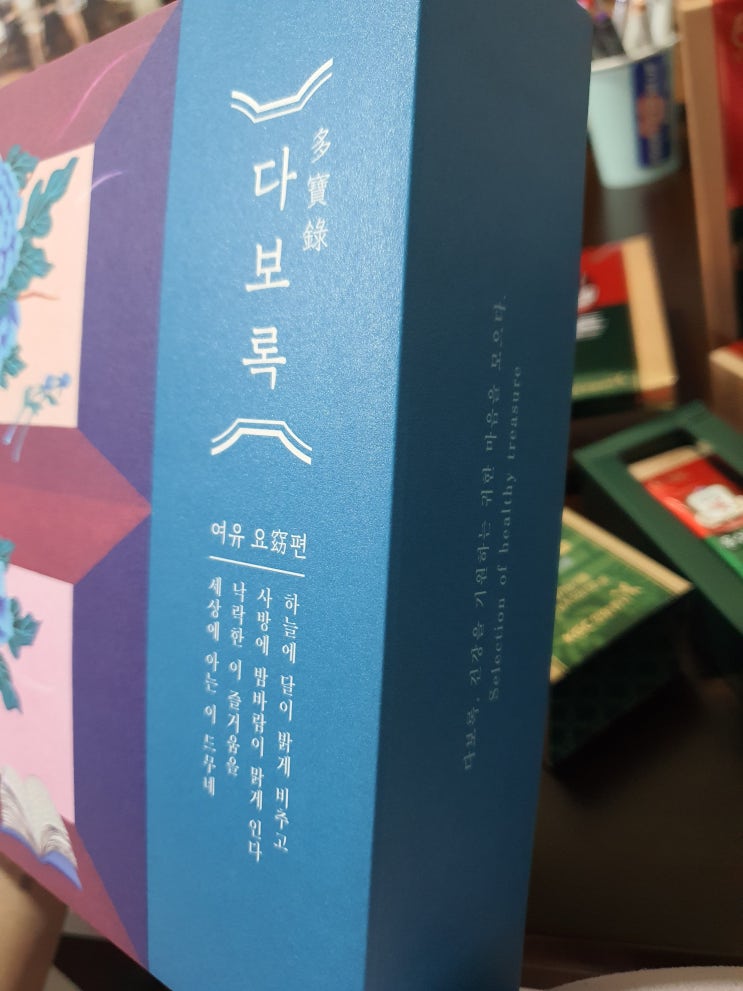 多寶錄
다보록
여유 요窈편
하늘에 달이 밝게 비추고
사방에 밤바람이 맑게 인다
낙락한 이 즐거움을
세상에 아는 이 드무네
다보록, 건강을 기원하는 귀한 마음을 모으다.
Selection of healthy treasure